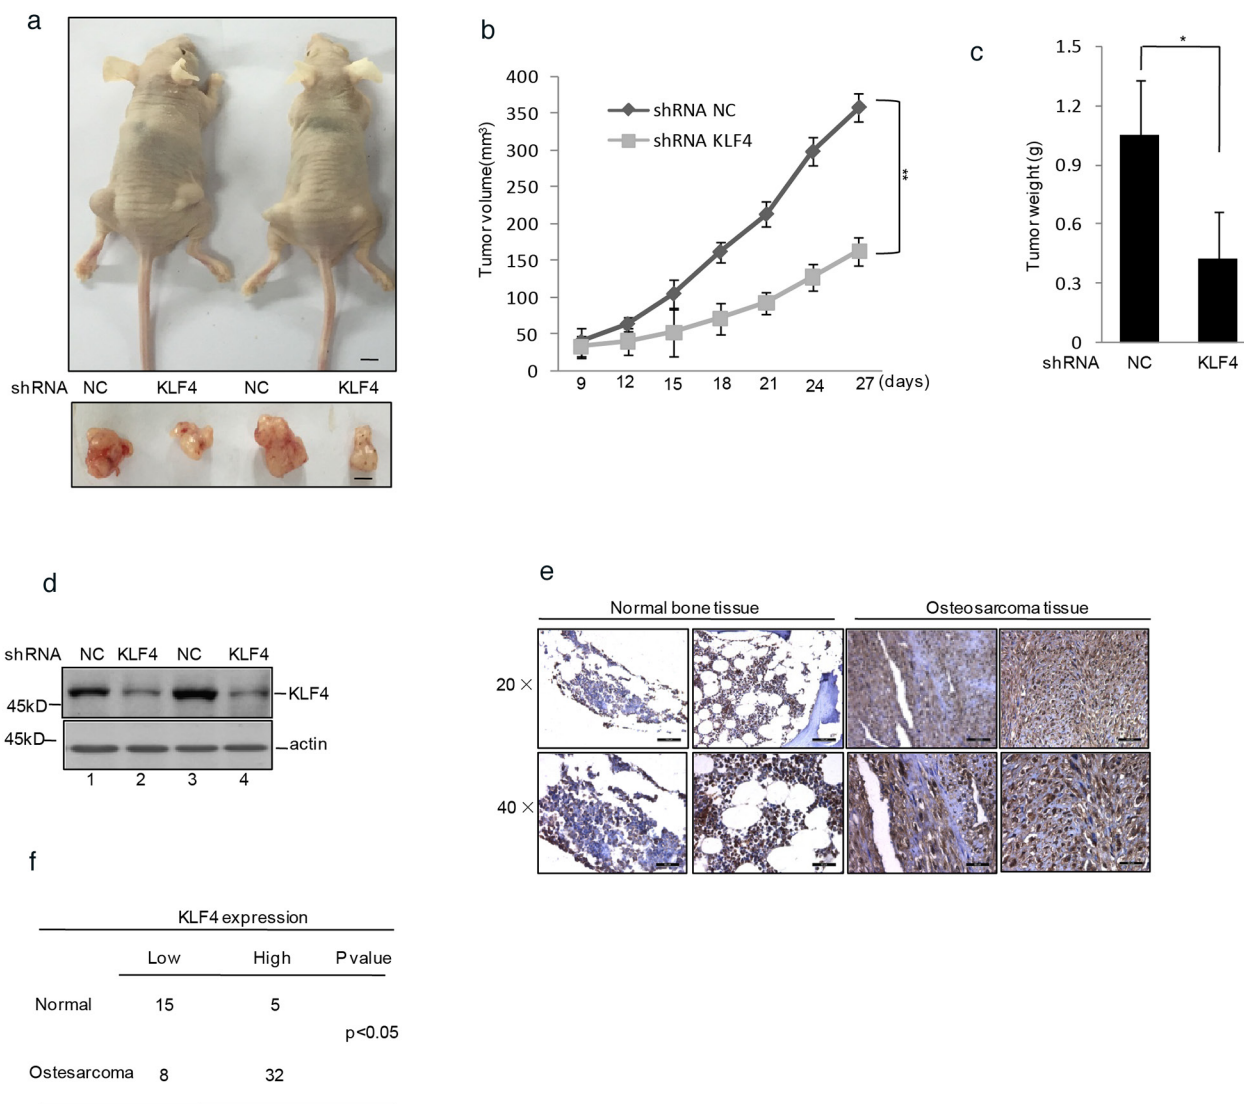 a
shRNA NC KLF4 NC KLF4
b
Tumor volume(mm³)
400
350
300
250
200
150
100
50
0
shRNA NC
shRNA KLF4
**
9 12 15 18 21 24 27 (days)
c
Tumor weight (g)
1.5
1.2
0.9
0.6
0.3
0
*
shRNA NC KLF4
d
shRNA NC KLF4 NC KLF4
45kD
KLF4
45kD
actin
1 2 3 4
e
Normal bone tissue Osteosarcoma tissue
20 ×
40 ×
f
KLF4 expression
Low High P value
Normal 15 5
p<0.05
Ostesarcoma 8 32